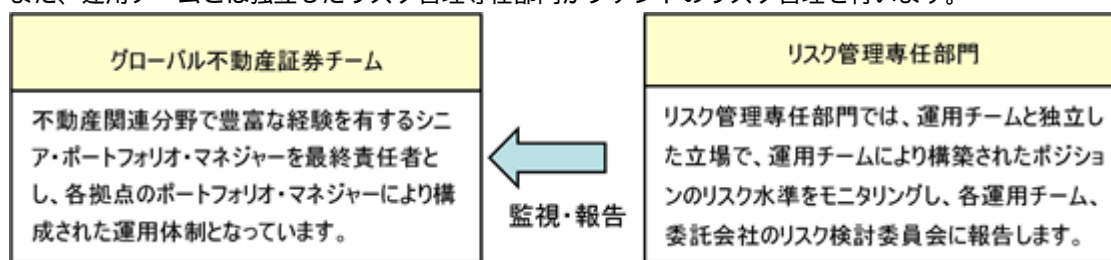 また、運用チームとは独立したリスク管理専任部門がファンドのリスク管理を行います。
グローバル不動産証券チーム
不動産関連分野で豊富な経験を有するシニ
ア・ポートフォリオ・マネジャーを最終責任者と
し、各拠点のポートフォリオ・マネジャーにより構
成された運用体制となっています。
監視・報告
リスク管理専任部門
リスク管理専任部門では、運用チームと独立し
た立場で、運用チームにより構築されたポジショ
ンのリスク水準をモニタリングし、各運用チーム、
委託会社のリスク検討委員会に報告します。